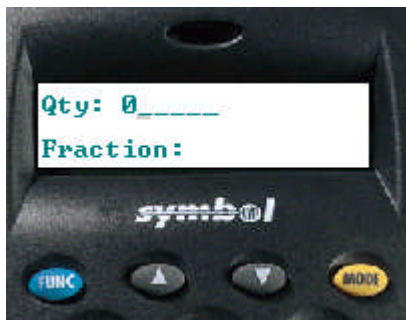 Qty: 0_____
Fraction:
symbol
FUNC
MODE